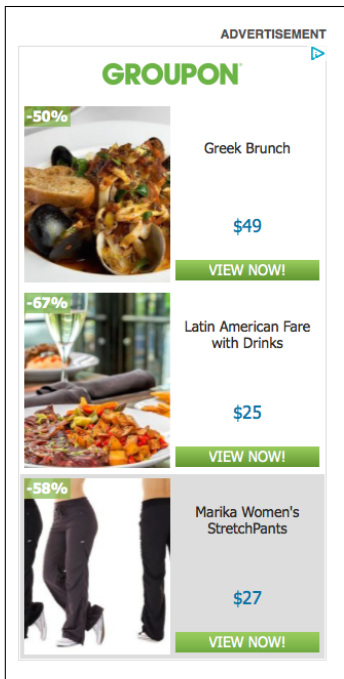 ADVERTISEMENT
GROUPON
-50%
Greek Brunch
$49
VIEW NOW!
-67%
Latin American Fare
with Drinks
$25
VIEW NOW!
-58%
Marika Women's
StretchPants
$27
VIEW NOW!